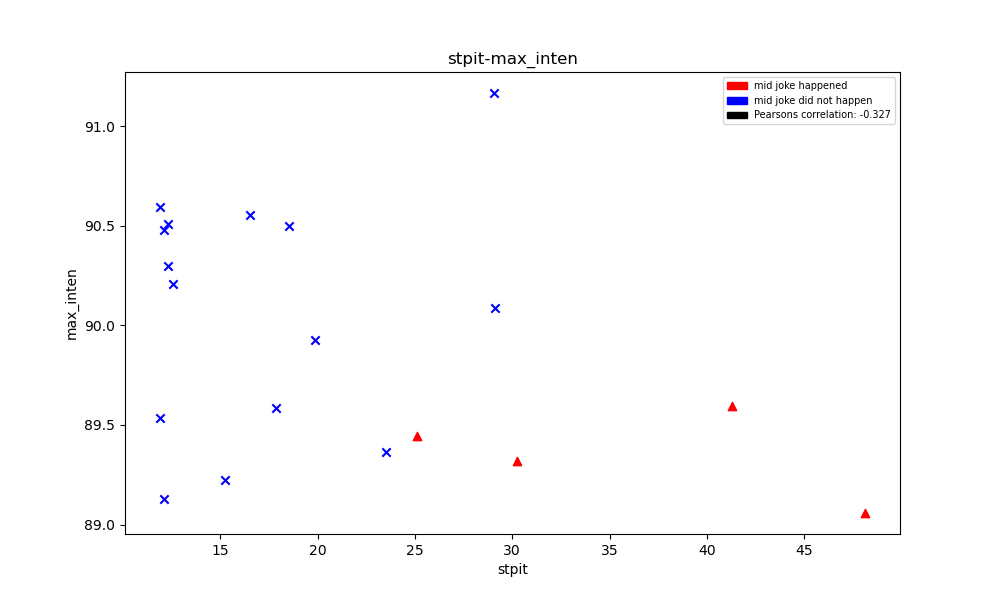 stpit-max_inten
mid joke happened
mid joke did not happen
Pearsons correlation: -0.327
max_inten
91.0
90.5
90.0
89.5
89.0
15
20
25
30
35
40
45
stpit